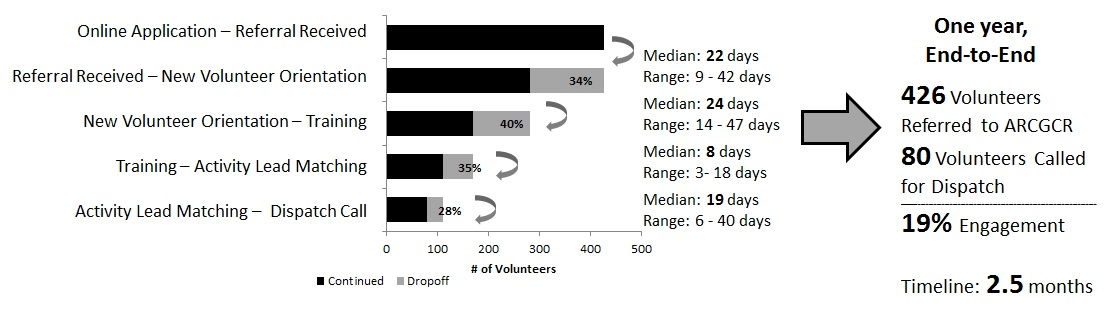 Online Application – Referral Received
Referral Received – New Volunteer Orientation
New Volunteer Orientation – Training
Training – Activity Lead Matching
Activity Lead Matching – Dispatch Call
34%
40%
35%
28%
0 100 200 300 400 500
# of Volunteers
Continued Dropoff
Median: 22 days
Range: 9 - 42 days
Median: 24 days
Range: 14 - 47 days
Median: 8 days
Range: 3- 18 days
Median: 19 days
Range: 6 - 40 days
One year,
End-to-End
426 Volunteers
Referred to ARCGCR
80 Volunteers Called
for Dispatch
19% Engagement
Timeline: 2.5 months